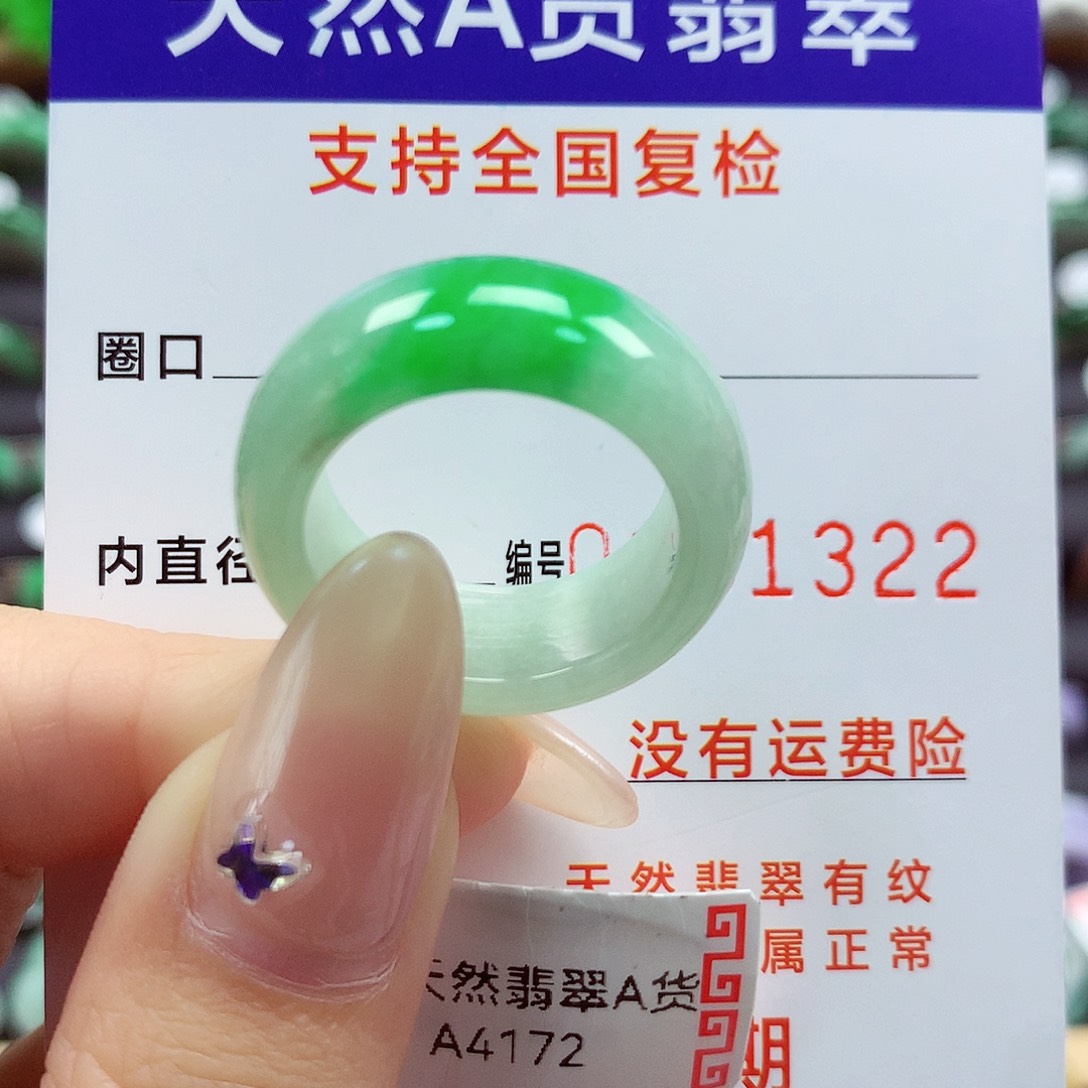 天然A货翡翠
支持全国复检
圈口
内直径 编号 1322
没有运费险
天然翡翠有纹
属正常
天然翡翠A货
A4172
期